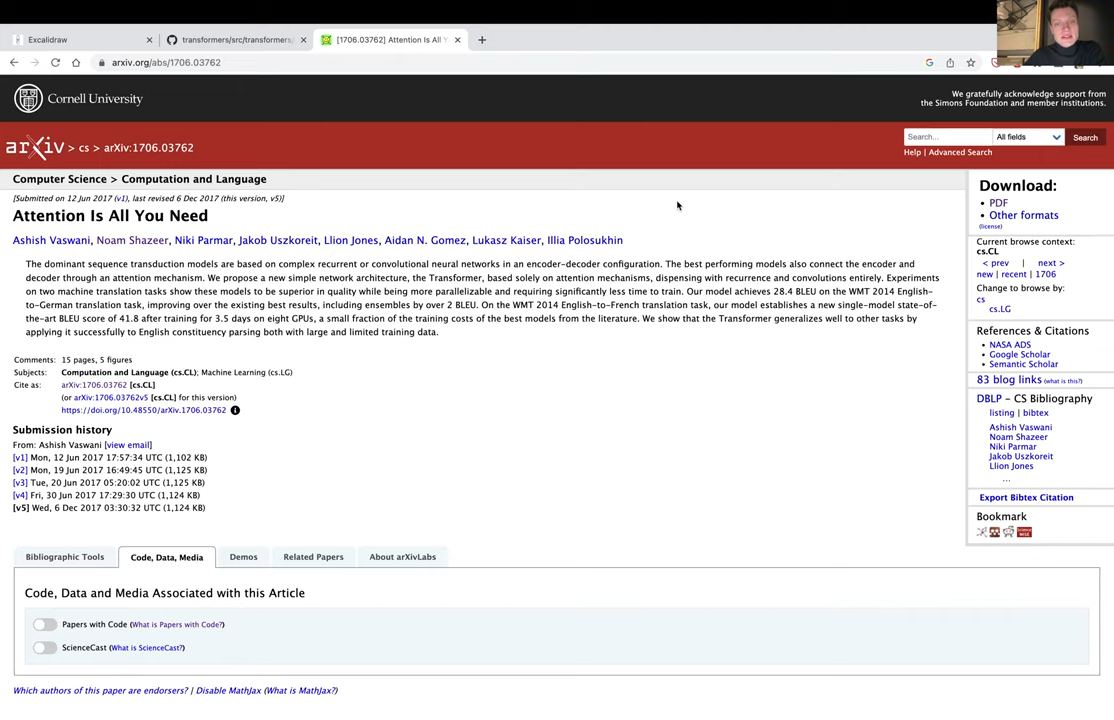 Excalidraw
transformers/src/transformers/
[1706.03762] Attention Is All Y
arxiv.org/abs/1706.03762
Cornell University
We gratefully acknowledge support from
the Simons Foundation and member institutions.
arXiv > cs > arXiv:1706.03762
Search...
All fields
Search
Help | Advanced Search
Computer Science > Computation and Language
[Submitted on 12 Jun 2017 (v1), last revised 6 Dec 2017 (this version, v5)]
Attention Is All You Need
Ashish Vaswani, Noam Shazeer, Niki Parmar, Jakob Uszkoreit, Llion Jones, Aidan N. Gomez, Lukasz Kaiser, Illia Polosukhin
The dominant sequence transduction models are based on complex recurrent or convolutional neural networks in an encoder-decoder configuration. The best performing models also connect the encoder and
decoder through an attention mechanism. We propose a new simple network architecture, the Transformer, based solely on attention mechanisms, dispensing with recurrence and convolutions entirely. Experiments
on two machine translation tasks show these models to be superior in quality while being more parallelizable and requiring significantly less time to train. Our model achieves 28.4 BLEU on the WMT 2014 English-
to-German translation task, improving over the existing best results, including ensembles by over 2 BLEU. On the WMT 2014 English-to-French translation task, our model establishes a new single-model state-of-
the-art BLEU score of 41.8 after training for 3.5 days on eight GPUs, a small fraction of the training costs of the best models from the literature. We show that the Transformer generalizes well to other tasks by
applying it successfully to English constituency parsing both with large and limited training data.
Comments: 15 pages, 5 figures
Subjects: Computation and Language (cs.CL); Machine Learning (cs.LG)
Cite as: arXiv:1706.03762 [cs.CL]
(or arXiv:1706.03762v5 [cs.CL] for this version)
https://doi.org/10.48550/arXiv.1706.03762
Submission history
From: Ashish Vaswani [view email]
[v1] Mon, 12 Jun 2017 17:57:34 UTC (1,102 KB)
[v2] Mon, 19 Jun 2017 16:49:45 UTC (1,125 KB)
[v3] Tue, 20 Jun 2017 05:20:02 UTC (1,125 KB)
[v4] Fri, 30 Jun 2017 17:29:30 UTC (1,124 KB)
[v5] Wed, 6 Dec 2017 03:30:32 UTC (1,124 KB)
Download:
PDF
Other formats
(license)
Current browse context:
cs.CL
< prev | next >
new | recent | 1706
Change to browse by:
cs
cs.LG
References & Citations
NASA ADS
Google Scholar
Semantic Scholar
83 blog links (what is this?)
DBLP - CS Bibliography
listing | bibtex
Ashish Vaswani
Noam Shazeer
Niki Parmar
Jakob Uszkoreit
Llion Jones
...
Export Bibtex Citation
Bookmark
Bibliographic Tools
Code, Data, Media
Demos
Related Papers
About arXivLabs
Code, Data and Media Associated with this Article
Papers with Code (What is Papers with Code?)
ScienceCast (What is ScienceCast?)
Which authors of this paper are endorsers? | Disable MathJax (What is MathJax?)